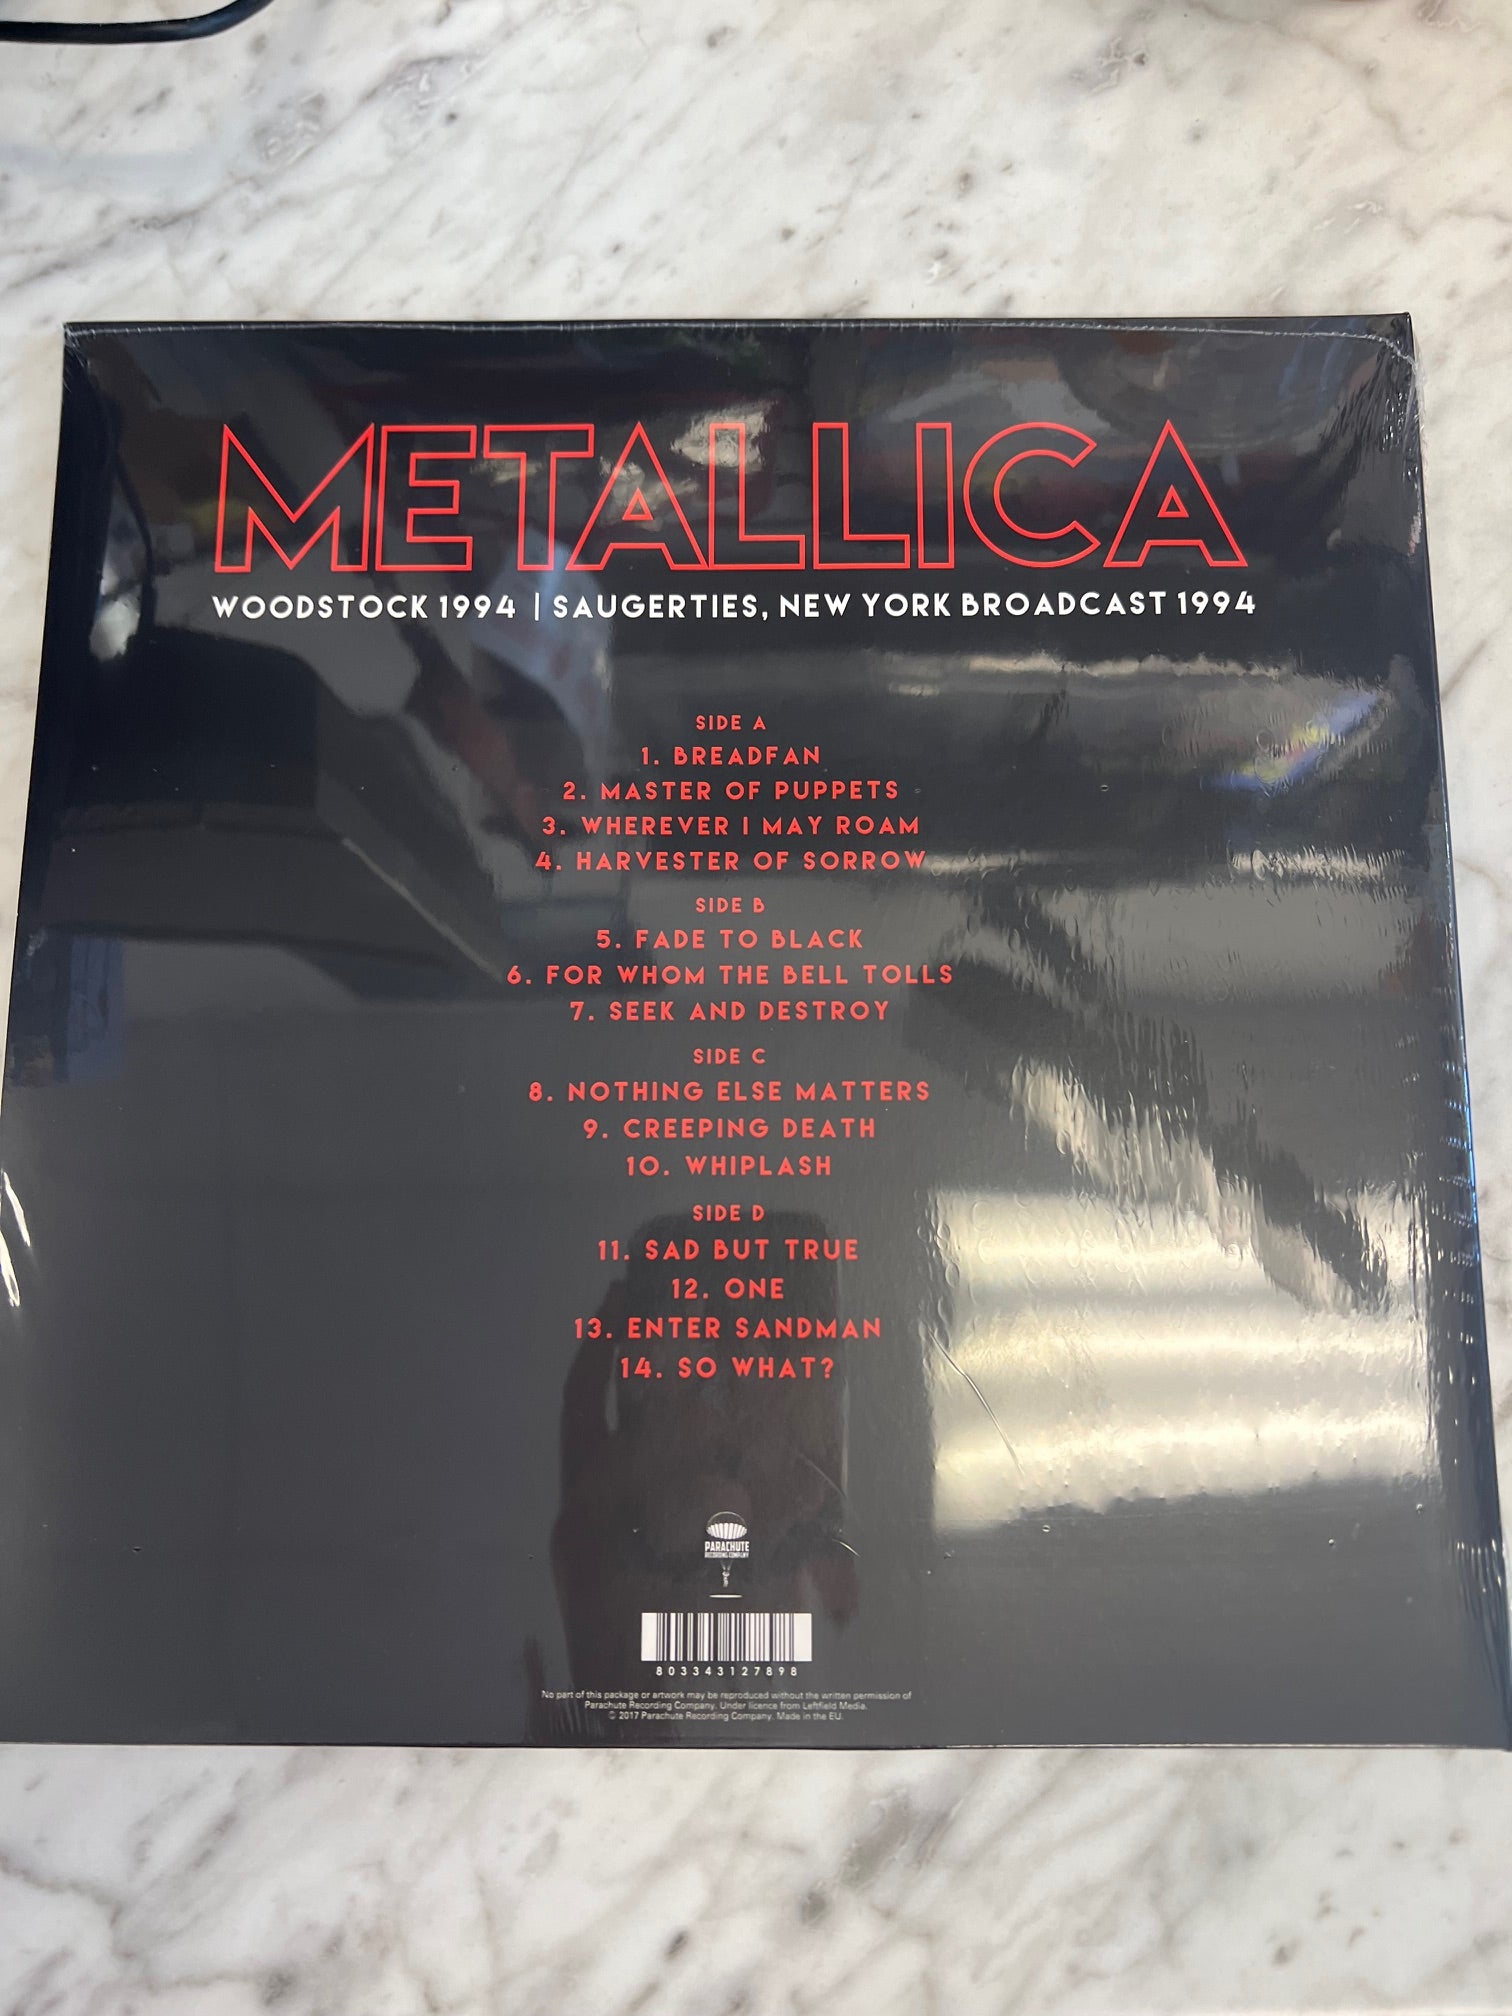 METALLICA
WOODSTOCK 1994 | SAUGERTIES, NEW YORK BROADCAST 1994
SIDE A
1. BREADFAN
2. MASTER OF PUPPETS
3. WHEREVER I MAY ROAM
4. HARVESTER OF SORROW
SIDE B
5. FADE TO BLACK
6. FOR WHOM THE BELL TOLLS
7. SEEK AND DESTROY
SIDE C
8. NOTHING ELSE MATTERS
9. CREEPING DEATH
10. WHIPLASH
SIDE D
11. SAD BUT TRUE
12. ONE
13. ENTER SANDMAN
14. SO WHAT?
PARACHUTE
RECORDING COMPANY
8033431 27898
No part of this package or artwork may be reproduced without the written permission of
Parachute Recording Company. Under licence from Leftfield Media.
© 2017 Parachute Recording Company. Made in the EU.